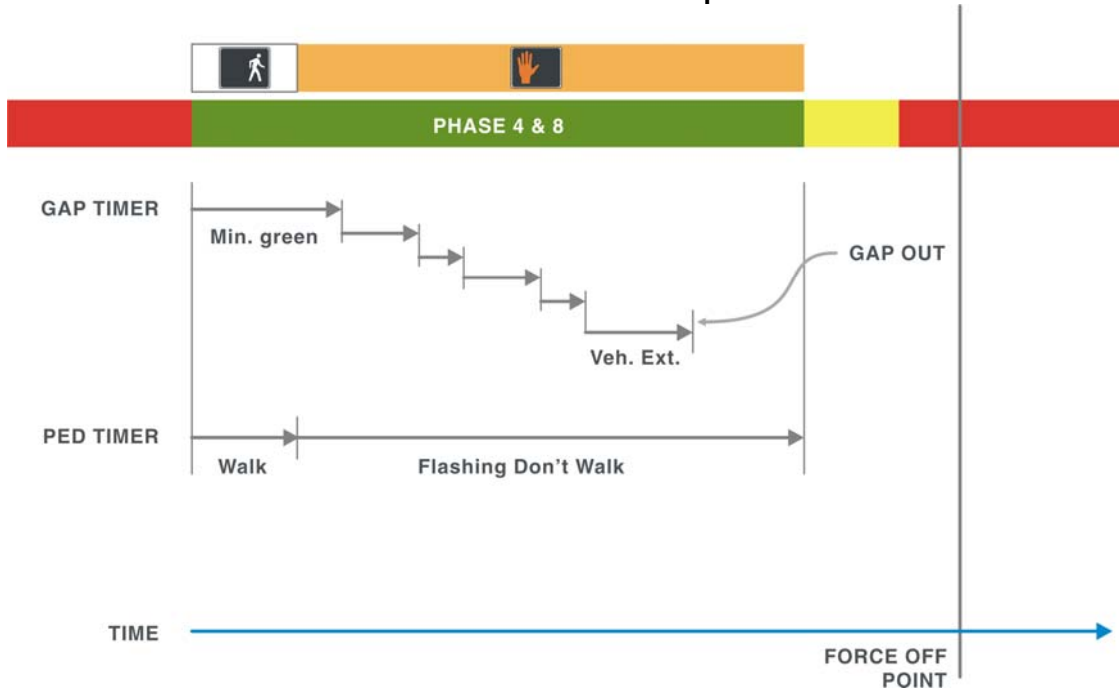 PHASE 4 & 8
GAP TIMER
Min. green
GAP OUT
Veh. Ext.
PED TIMER
Walk
Flashing Don't Walk
TIME
FORCE OFF
POINT